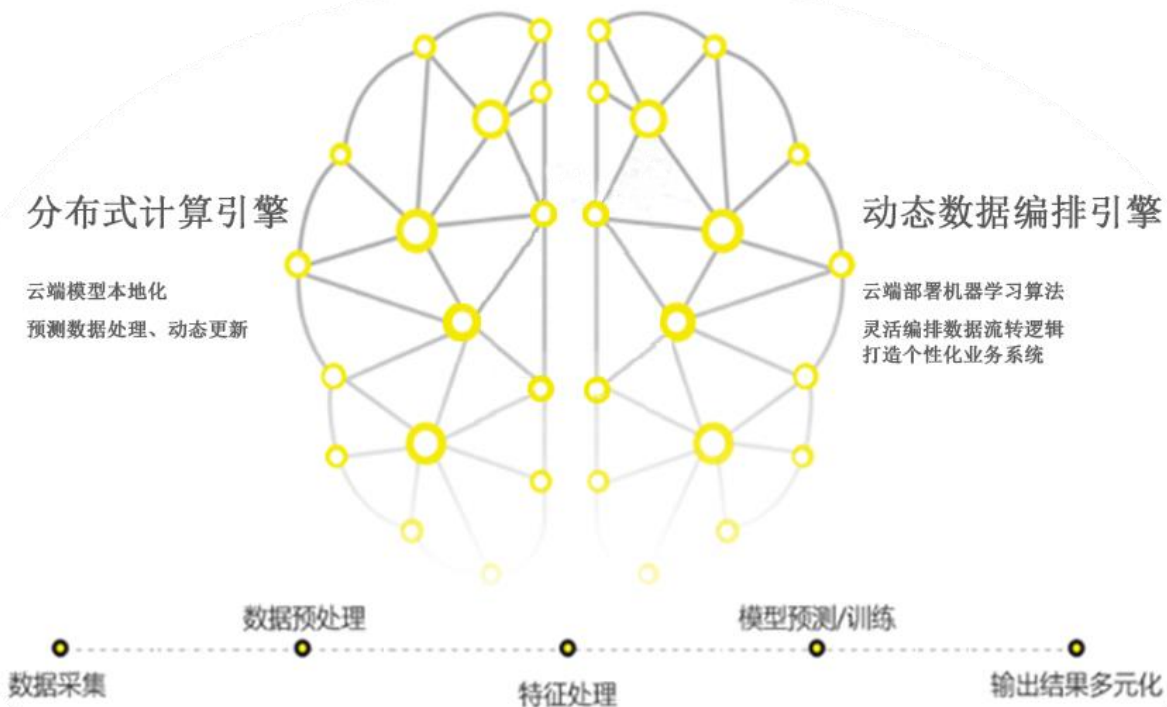 分布式计算引擎
云端模型本地化
预测数据处理、动态更新
动态数据编排引擎
云端部署机器学习算法
灵活编排数据流转逻辑
打造个性化业务系统
数据采集
数据预处理
特征处理
模型预测/训练
输出结果多元化